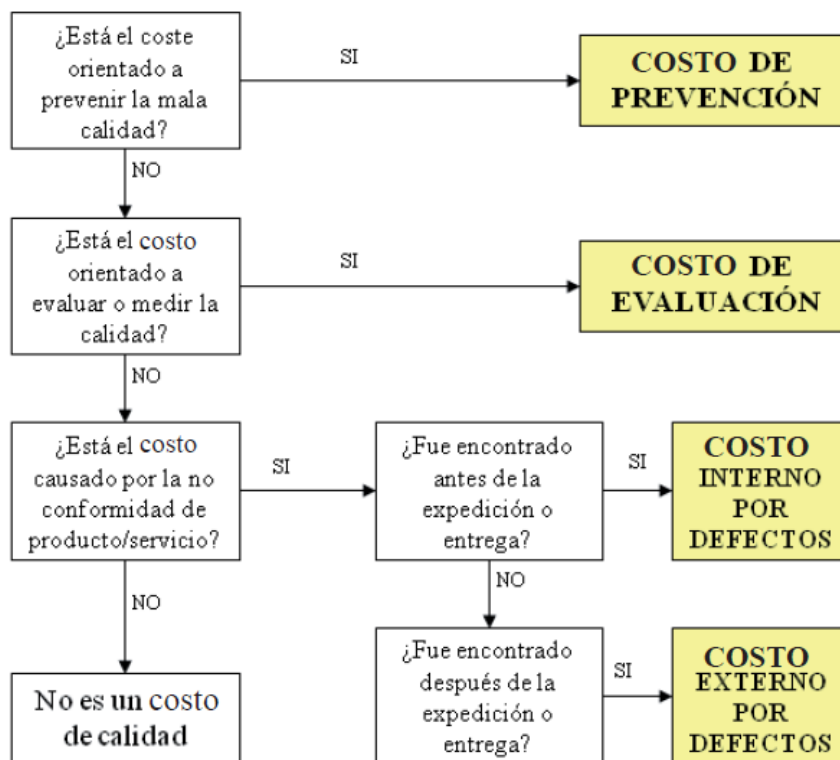 ¿Está el coste
orientado a
prevenir la mala
calidad?
SI
COSTO DE
PREVENCIÓN
NO
¿Está el costo
orientado a
evaluar o medir la
calidad?
SI
COSTO DE
EVALUACIÓN
NO
¿Está el costo
causado por la no
conformidad de
producto/servicio?
SI
¿Fue encontrado
antes de la
expedición o
entrega?
SI
COSTO
INTERNO
POR
DEFECTOS
NO
NO
No es un costo
de calidad
¿Fue encontrado
después de la
expedición o
entrega?
SI
COSTO
EXTERNO
POR
DEFECTOS